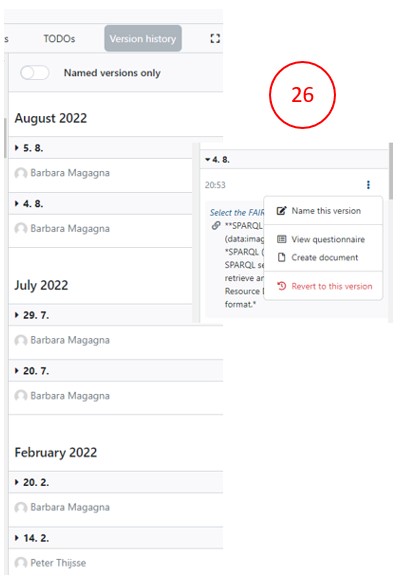 s TODOs Version history
Named versions only
August 2022
5. 8.
Barbara Magagna
4. 8.
Barbara Magagna
July 2022
29. 7.
Barbara Magagna
20. 7.
Barbara Magagna
February 2022
20. 2.
Barbara Magagna
14. 2.
Peter Thijsse
26
4. 8.
20:53
Select the FAIR
**SPARQL
(data:imag
*SPARQL (
SPARQL se
retrieve an
Resource
format.*
Name this version
View questionnaire
Create document
Revert to this version